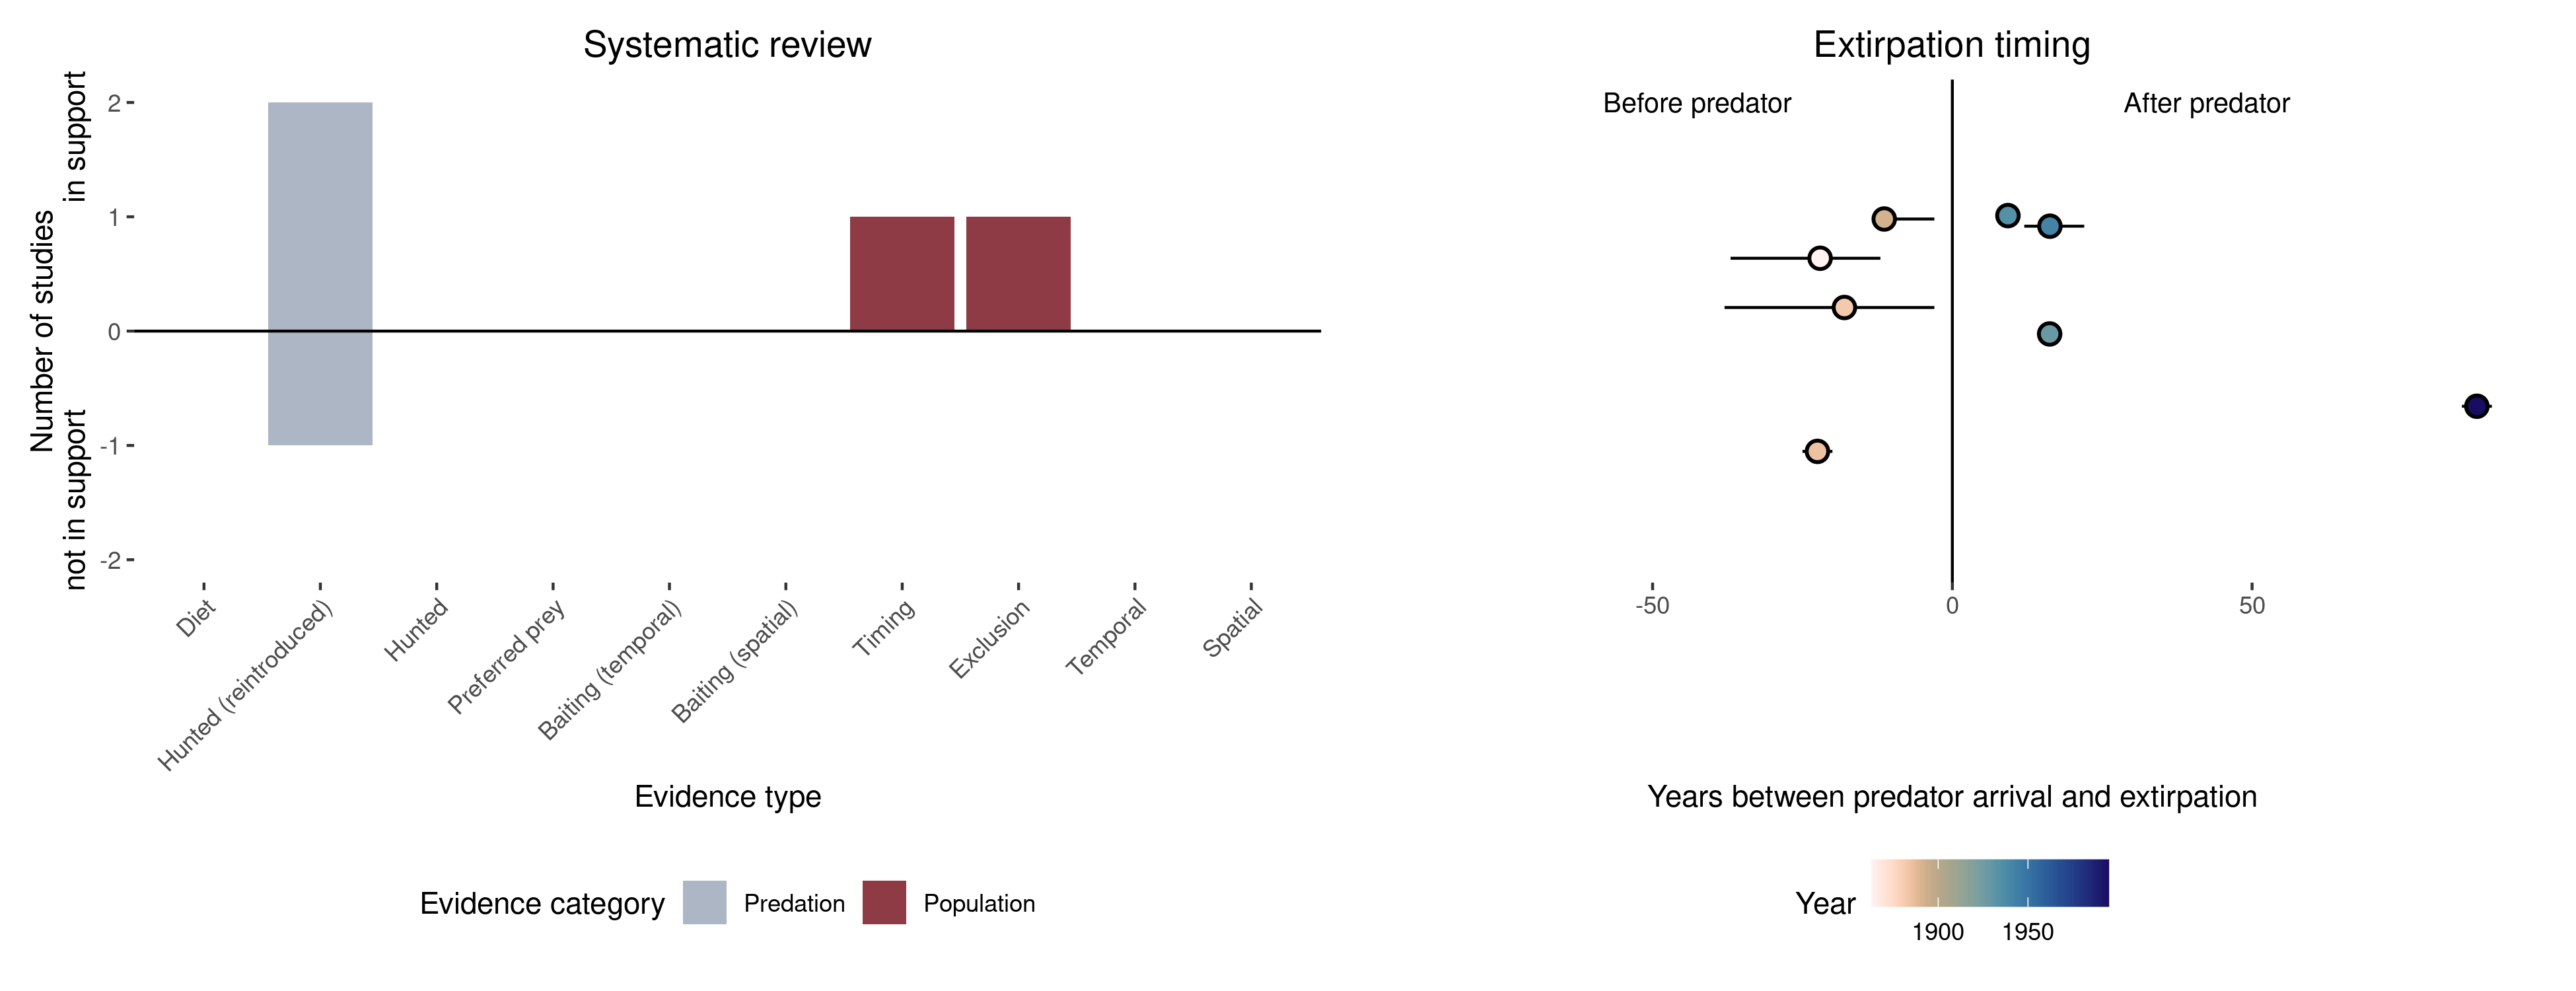 Systematic review
Number of studies
not in support
in support
2
1
0
-1
-2
Diet
Hunted (reintroduced)
Hunted
Preferred prey
Baiting (temporal)
Baiting (spatial)
Timing
Exclusion
Temporal
Spatial
Evidence type
Evidence category
Predation
Population
Extirpation timing
Before predator
After predator
-50
0
50
Years between predator arrival and extirpation
Year
1900
1950